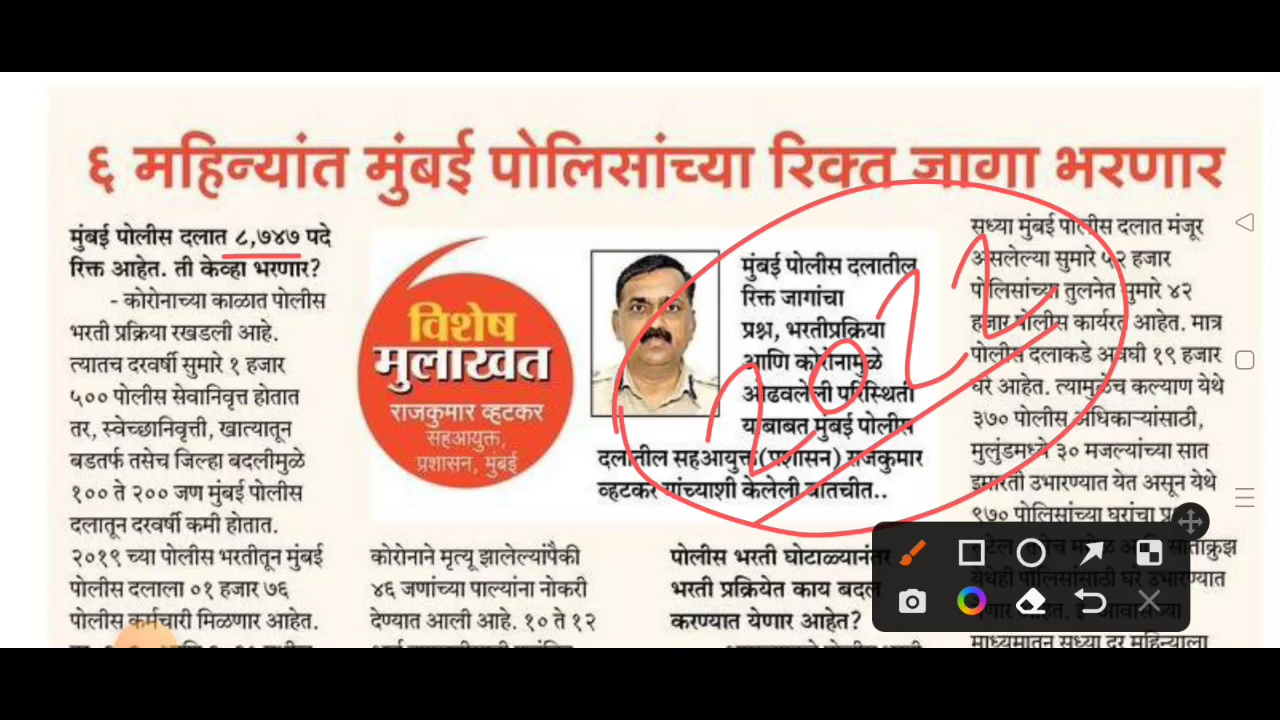 ६ महिन्यांत मुंबई पोलिसांच्या रिक्त जागा भरणार
मुंबई पोलीस दलात ८,७४७ पदे
रिक्त आहेत. ती केव्हा भरणार?
- कोरोनाच्या काळात पोलीस
भरती प्रक्रिया रखडली आहे.
त्यातच दरवर्षी सुमारे १ हजार
५०० पोलीस सेवानिवृत्त होतात
तर, स्वेच्छानिवृत्ती, खात्यातून
बडतर्फ तसेच जिल्हा बदलीमुळे
१०० ते २०० जण मुंबई पोलीस
दलातून दरवर्षी कमी होतात.
२०१९ च्या पोलीस भरतीतून मुंबई
पोलीस दलाला ०१ हजार ७६
पोलीस कर्मचारी मिळणार आहेत.
विशेष
मुलाखत
राजकुमार व्हटकर
सहआयुक्त,
प्रशासन, मुंबई
मुंबई पोलीस दलातील
रिक्त जागांचा
प्रश्न, भरतीप्रक्रिया
आणि कोरोनामुळे
ओढवलेली परिस्थिती
याबाबत मुंबई पोलीस
दलातील सहआयुक्त (प्रशासन) राजकुमार
व्हटकर यांच्याशी केलेली बातचीत..
2022
कोरोनाने मृत्यू झालेल्यांपैकी
४६ जणांच्या पाल्यांना नोकरी
देण्यात आली आहे. १० ते १२
पोलीस भरती घोटाळ्यानंतर
भरती प्रक्रियेत काय बदल
करण्यात येणार आहेत?
सध्या मुंबई पोलीस दलात मंजूर
असलेल्या सुमारे ५२ हजार
पोलिसांच्या तुलनेत सुमारे ४२
हजार पोलीस कार्यरत आहेत. मात्र
पोलीस दलाकडे अवघी १९ हजार
घरे आहेत. त्यामुळेच कल्याण येथे
३७० पोलीस अधिकाऱ्यांसाठी,
मुलुंडमध्ये ३० मजल्यांच्या सात
इमारती उभारण्यात येत असून येथे
९७० पोलिसांच्या घरांचा
सांताक्रुझ
येथेही पोलिसांसाठी घरे उभारण्यात
आहेत.
माध्यमातून सध्या दर महिन्याला